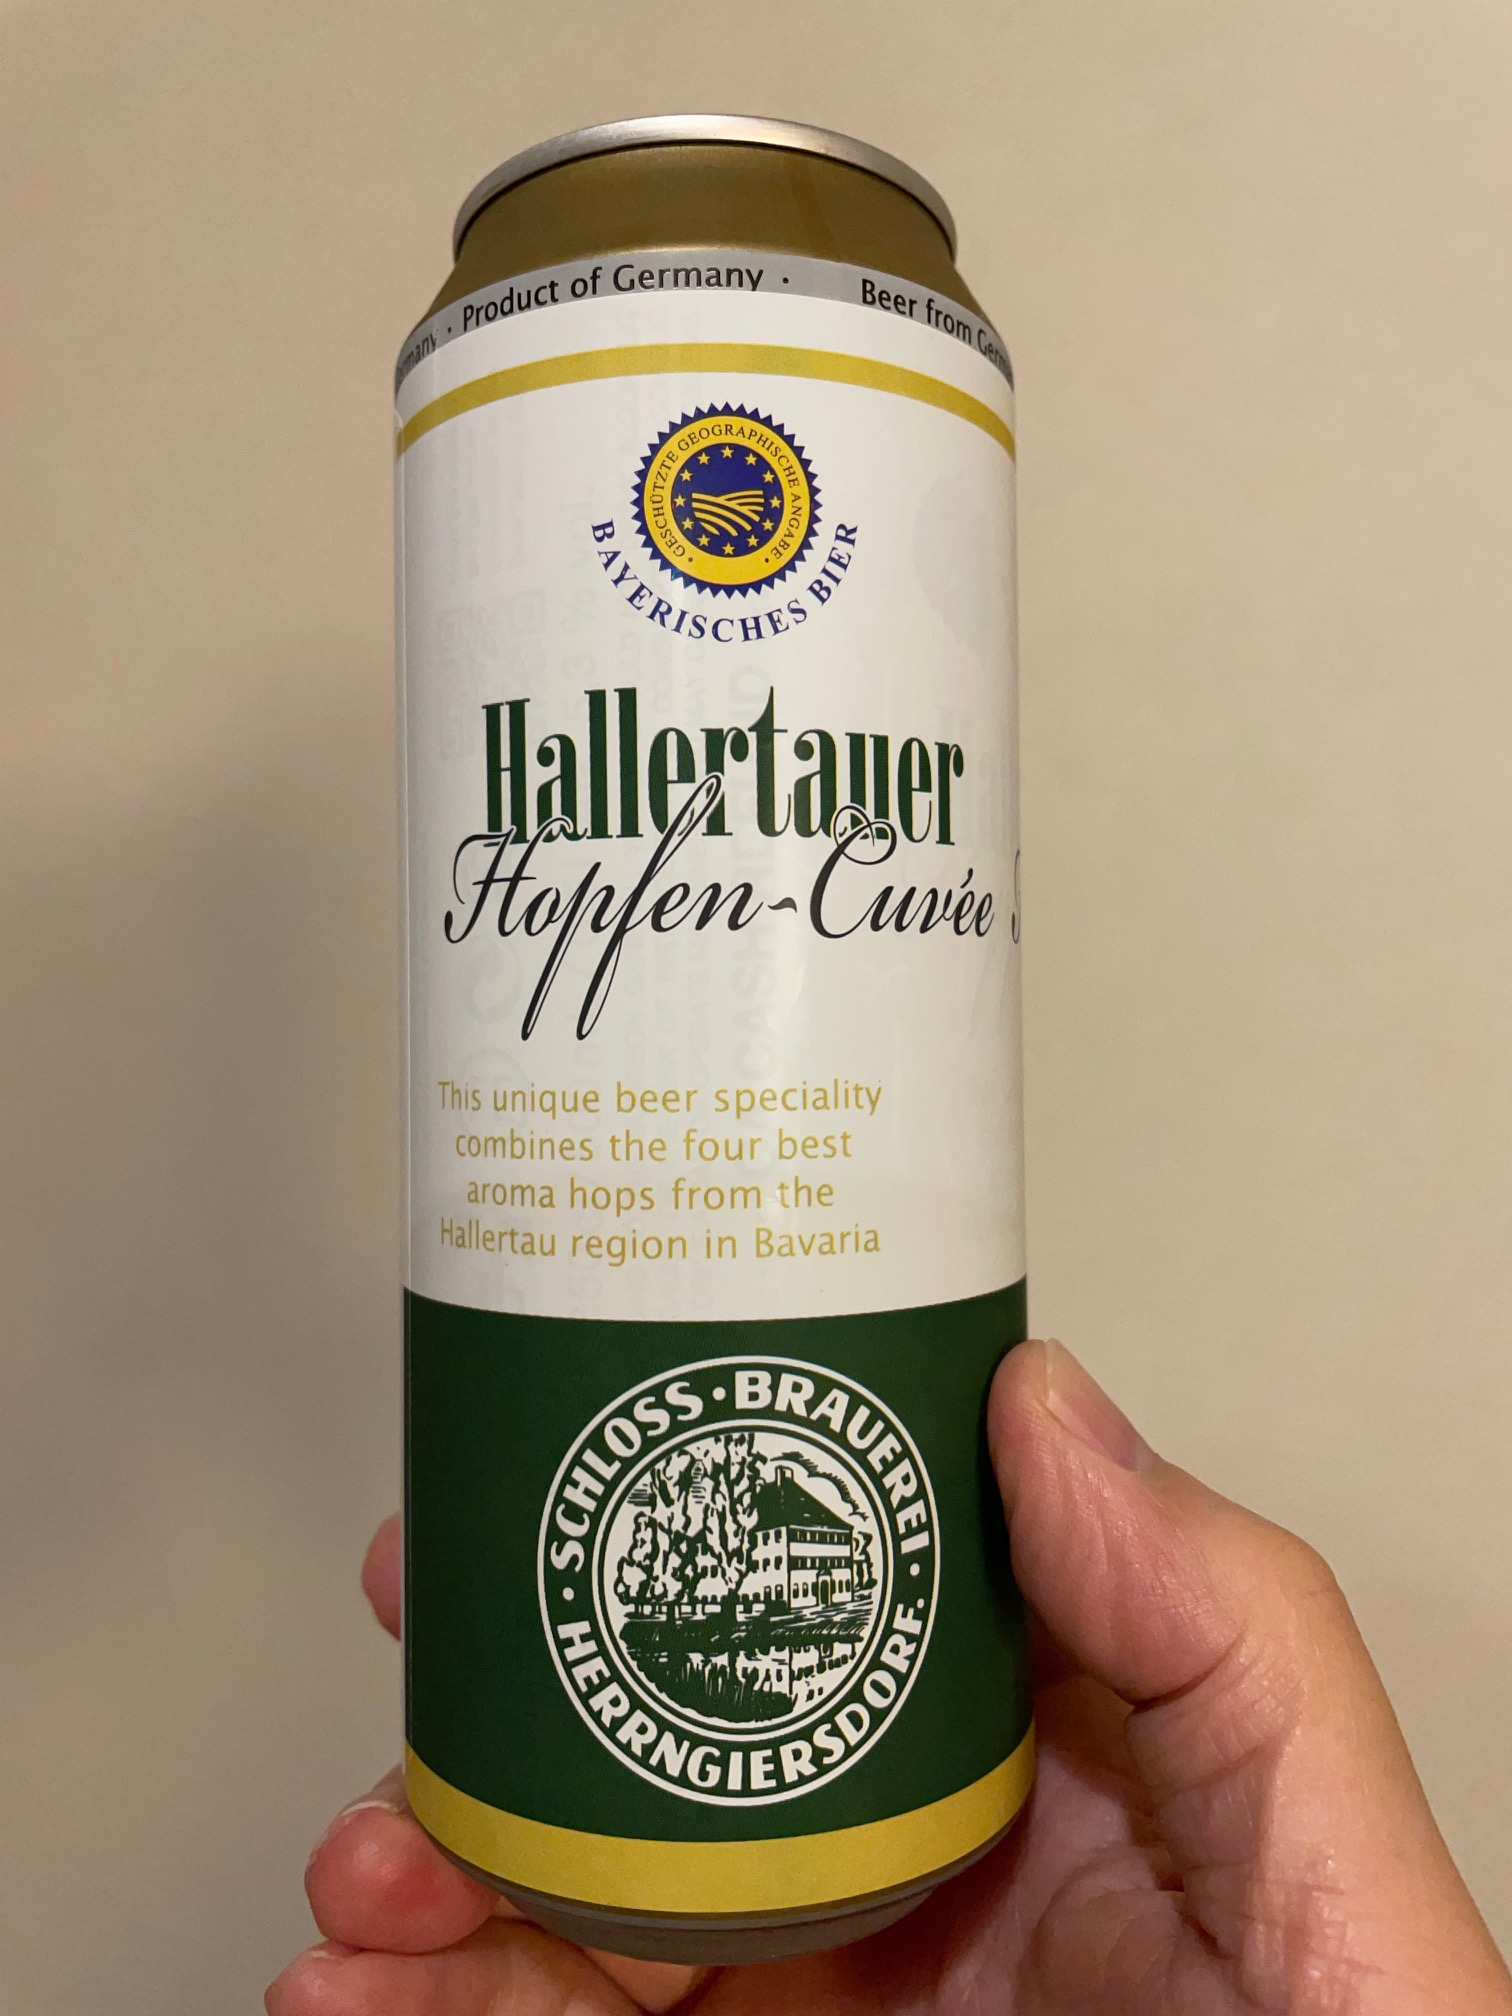 Product of Germany ·
Beer from
· GESCHÜTZTE GEOGRAPHISCHE ANGABE ·
BAYERISCHES BIER
Hallertauer
Hopfen-Cuvée
This unique beer speciality
combines the four best
aroma hops from the
Hallertau region in Bavaria
· SCHLOSS · BRAUEREI ·
HERRNGIERSDORF.